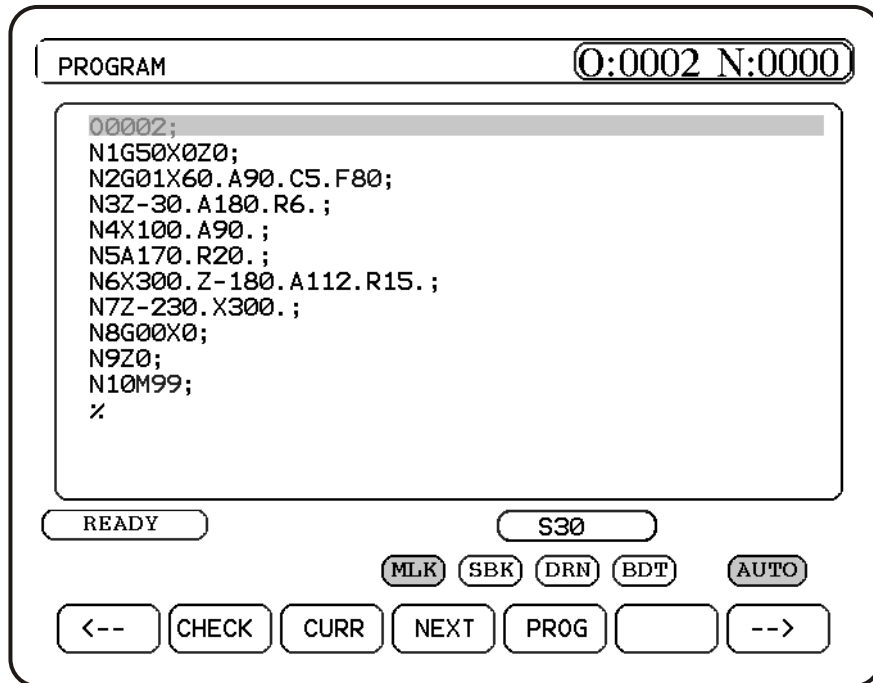 PROGRAM O:0002 N:0000
O0002;
N1G50X0Z0;
N2G01X60.A90.C5.F80;
N3Z-30.A180.R6.;
N4X100.A90.;
N5A170.R20.;
N6X300.Z-180.A112.R15.;
N7Z-230.X300.;
N8G00X0;
N9Z0;
N10M99;
%
READY S30
MLK SBK DRN BDT AUTO
<-- CHECK CURR NEXT PROG -->